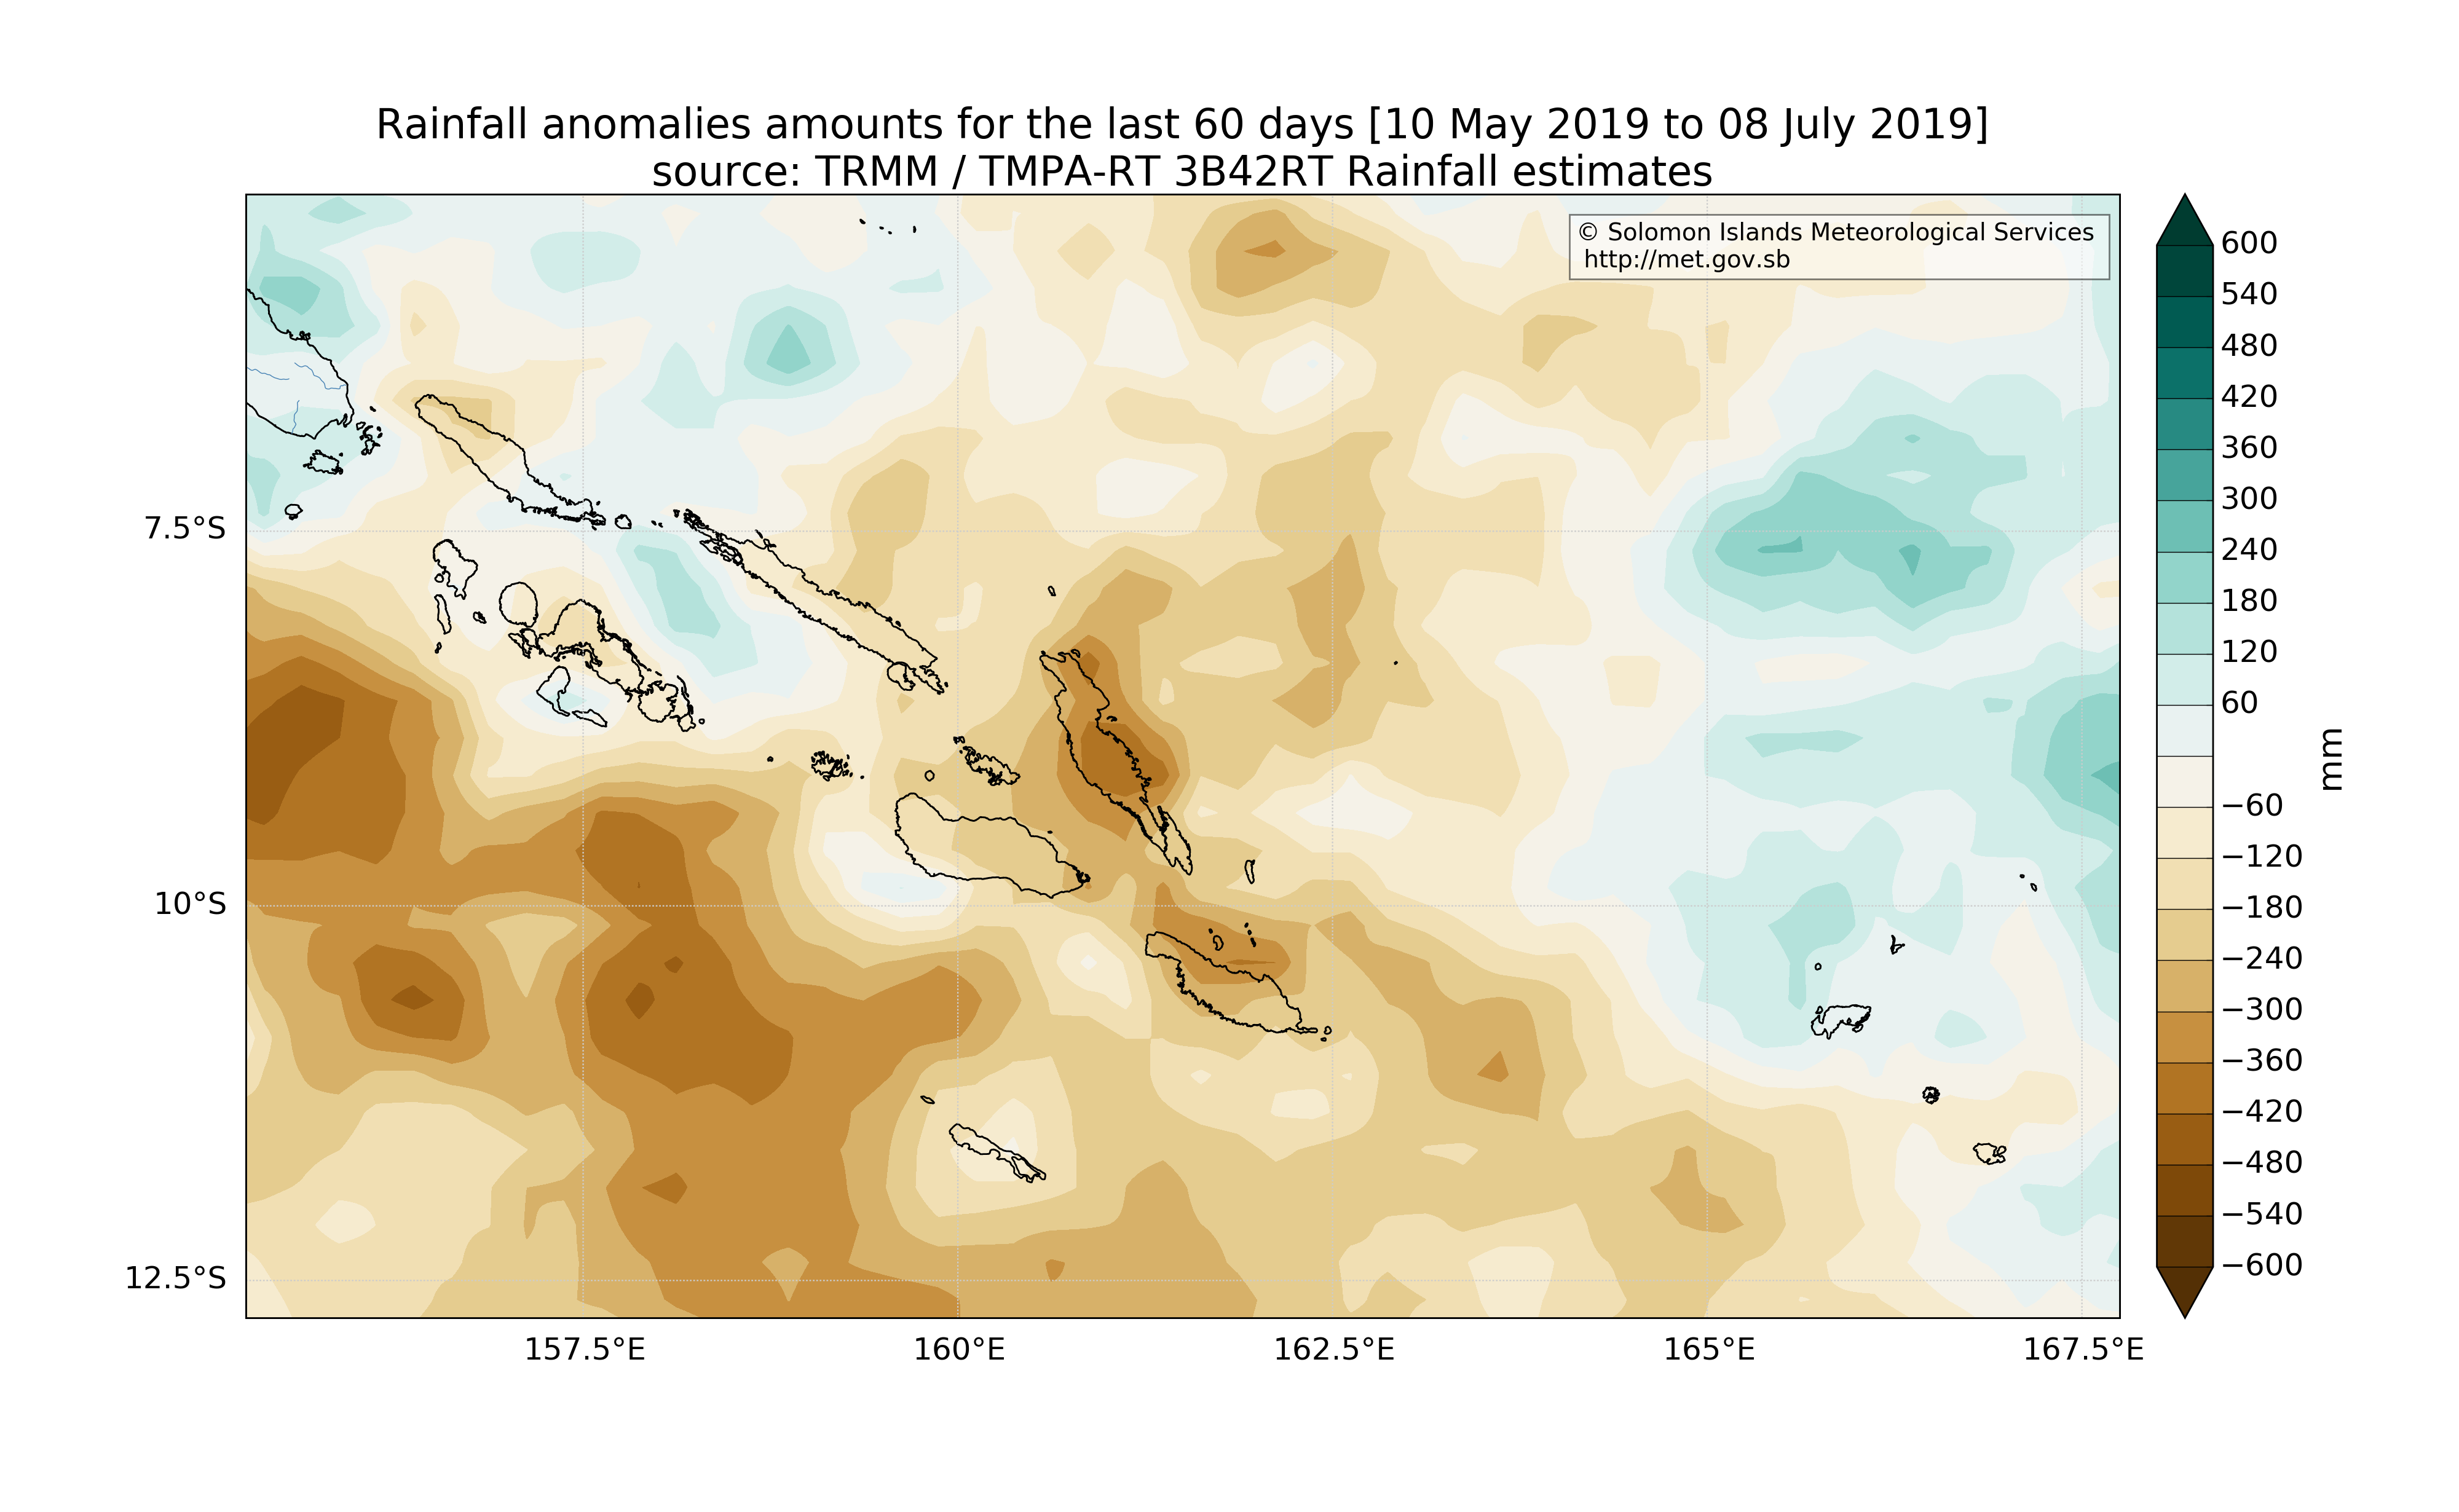 Rainfall anomalies amounts for the last 60 days [10 May 2019 to 08 July 2019]
source: TRMM / TMPA-RT 3B42RT Rainfall estimates
© Solomon Islands Meteorological Services
http://met.gov.sb
7.5°S
10°S
12.5°S
157.5°E
160°E
162.5°E
165°E
167.5°E
600
540
480
420
360
300
240
180
120
60
−60
−120
−180
−240
−300
−360
−420
−480
−540
−600
mm